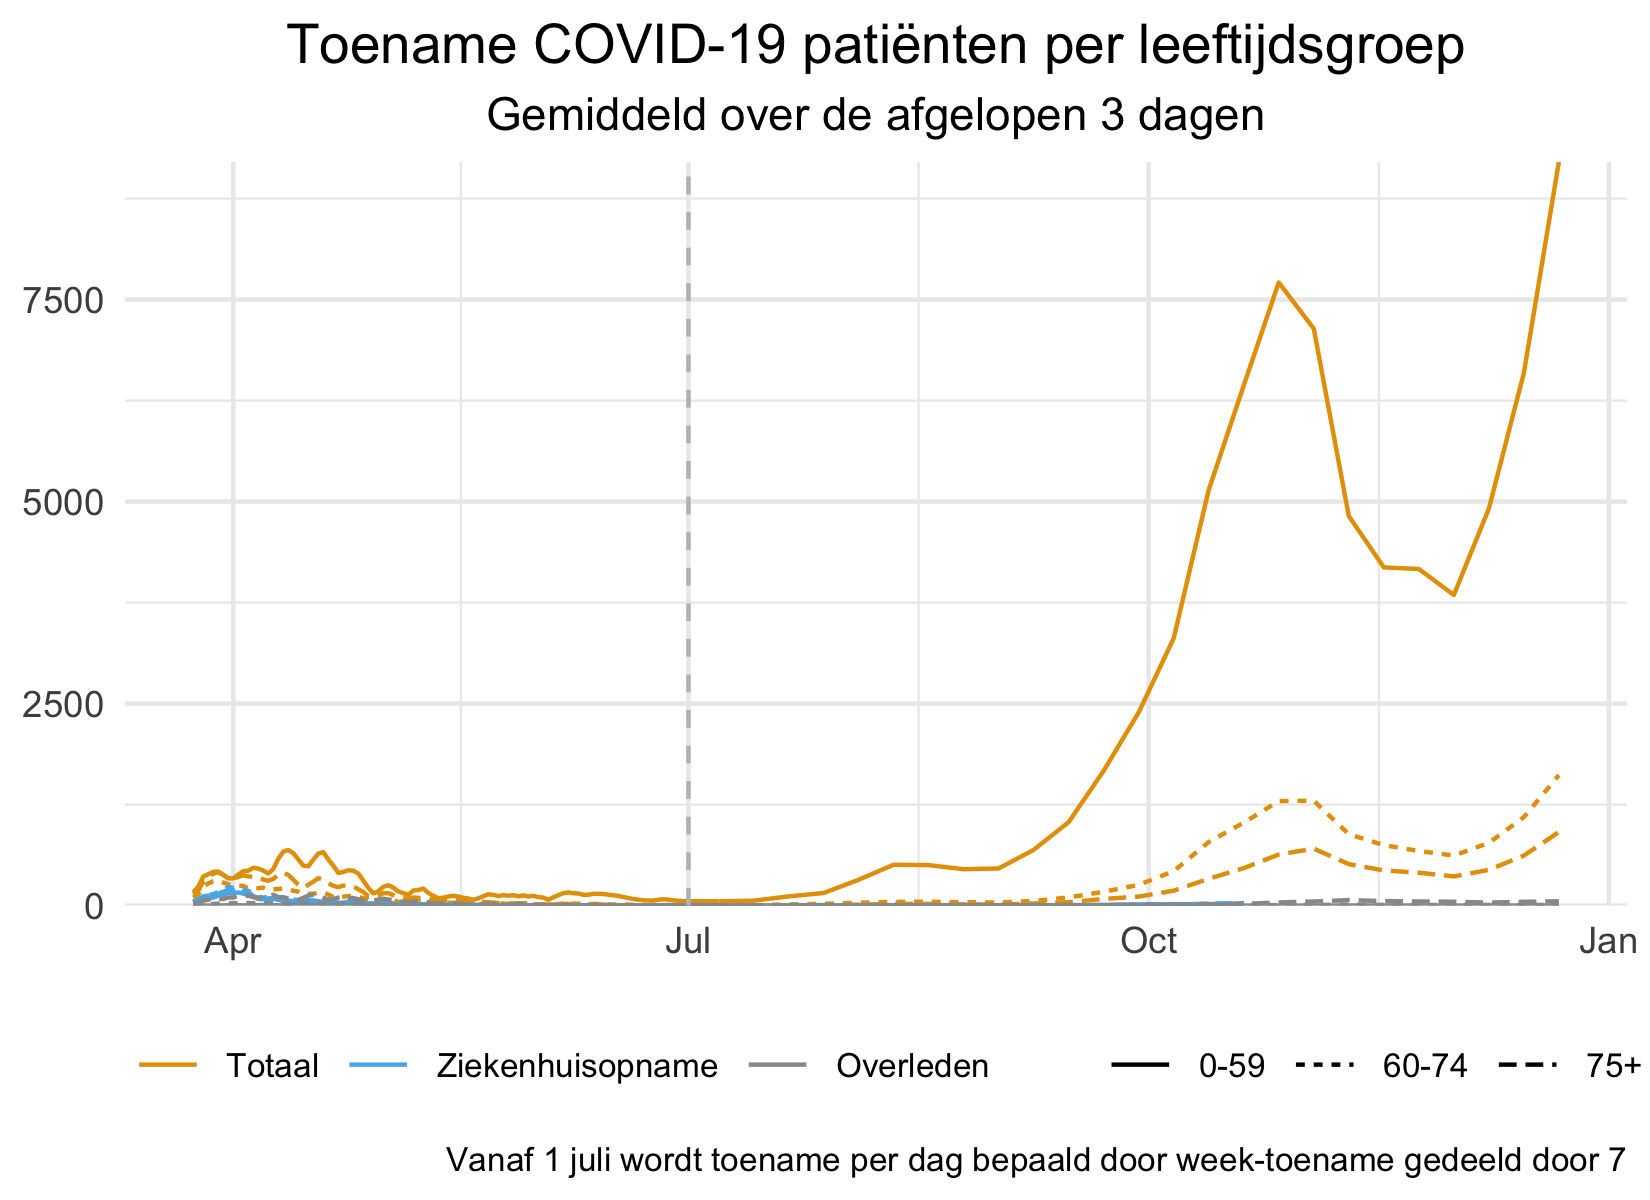 Toename COVID-19 patiënten per leeftijdsgroep
Gemiddeld over de afgelopen 3 dagen
7500
5000
2500
0
Apr Jul Oct Jan
Totaal Ziekenhuisopname Overleden 0-59 60-74 75+
Vanaf 1 juli wordt toename per dag bepaald door week-toename gedeeld door 7